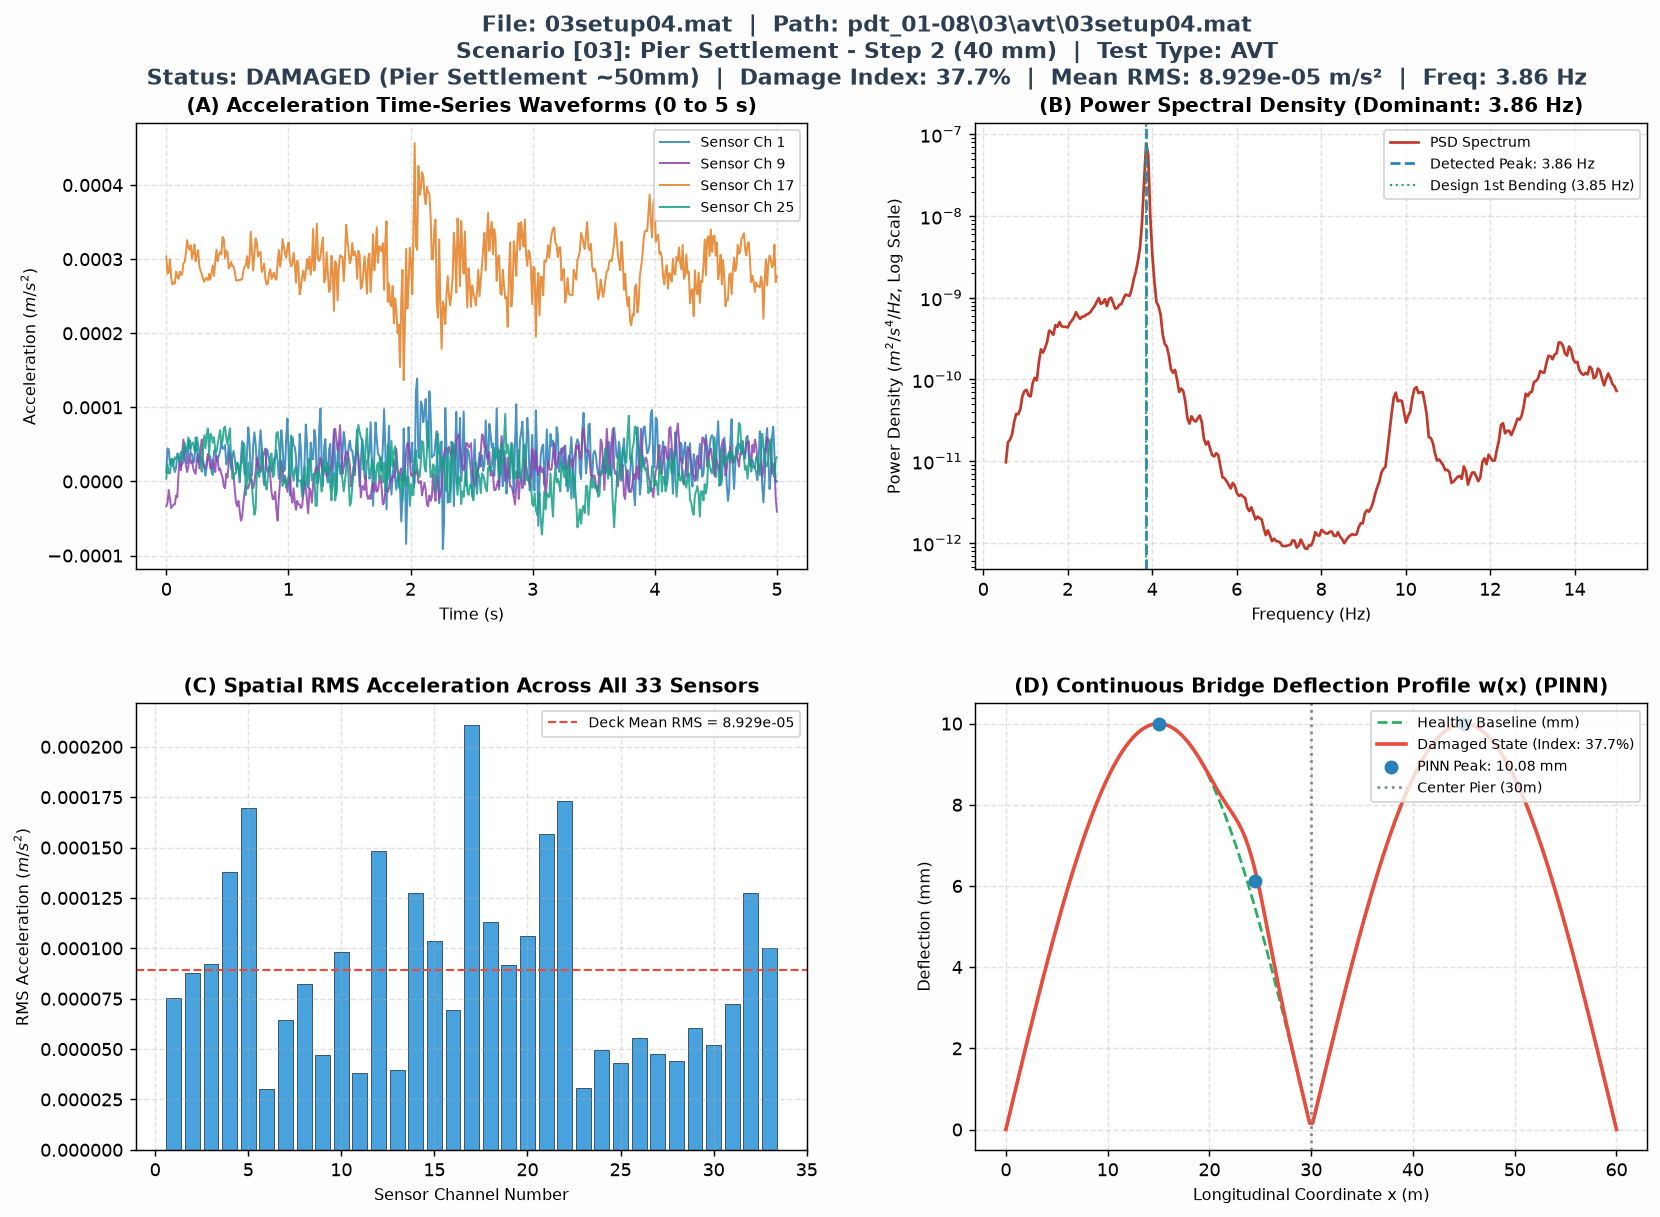 File: 03setup04.mat | Path: pdt_01-08\03\avt\03setup04.mat
Scenario [03]: Pier Settlement - Step 2 (40 mm) | Test Type: AVT
Status: DAMAGED (Pier Settlement ~50mm) | Damage Index: 37.7% | Mean RMS: 8.929e-05 m/s² | Freq: 3.86 Hz
(A) Acceleration Time-Series Waveforms (0 to 5 s)
Sensor Ch 1
Sensor Ch 9
Sensor Ch 17
Sensor Ch 25
Acceleration (m/s²)
0.0004
0.0003
0.0002
0.0001
0.0000
−0.0001
0 1 2 3 4 5
Time (s)
(B) Power Spectral Density (Dominant: 3.86 Hz)
PSD Spectrum
Detected Peak: 3.86 Hz
Design 1st Bending (3.85 Hz)
Power Density (m²/s⁴/Hz, Log Scale)
10⁻⁷
10⁻⁸
10⁻⁹
10⁻¹⁰
10⁻¹¹
10⁻¹²
0 2 4 6 8 10 12 14
Frequency (Hz)
(C) Spatial RMS Acceleration Across All 33 Sensors
Deck Mean RMS = 8.929e-05
RMS Acceleration (m/s²)
0.000200
0.000175
0.000150
0.000125
0.000100
0.000075
0.000050
0.000025
0.000000
0 5 10 15 20 25 30 35
Sensor Channel Number
(D) Continuous Bridge Deflection Profile w(x) (PINN)
Healthy Baseline (mm)
Damaged State (Index: 37.7%)
PINN Peak: 10.08 mm
Center Pier (30m)
Deflection (mm)
10
8
6
4
2
0
0 10 20 30 40 50 60
Longitudinal Coordinate x (m)